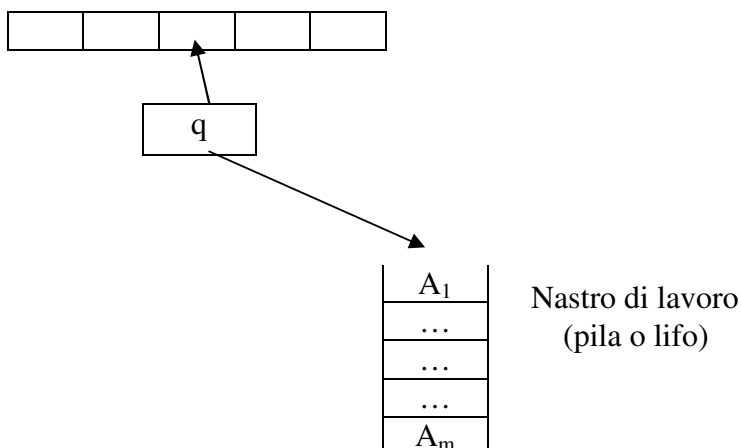 q
A₁
…
…
…
Aₘ
Nastro di lavoro
(pila o lifo)